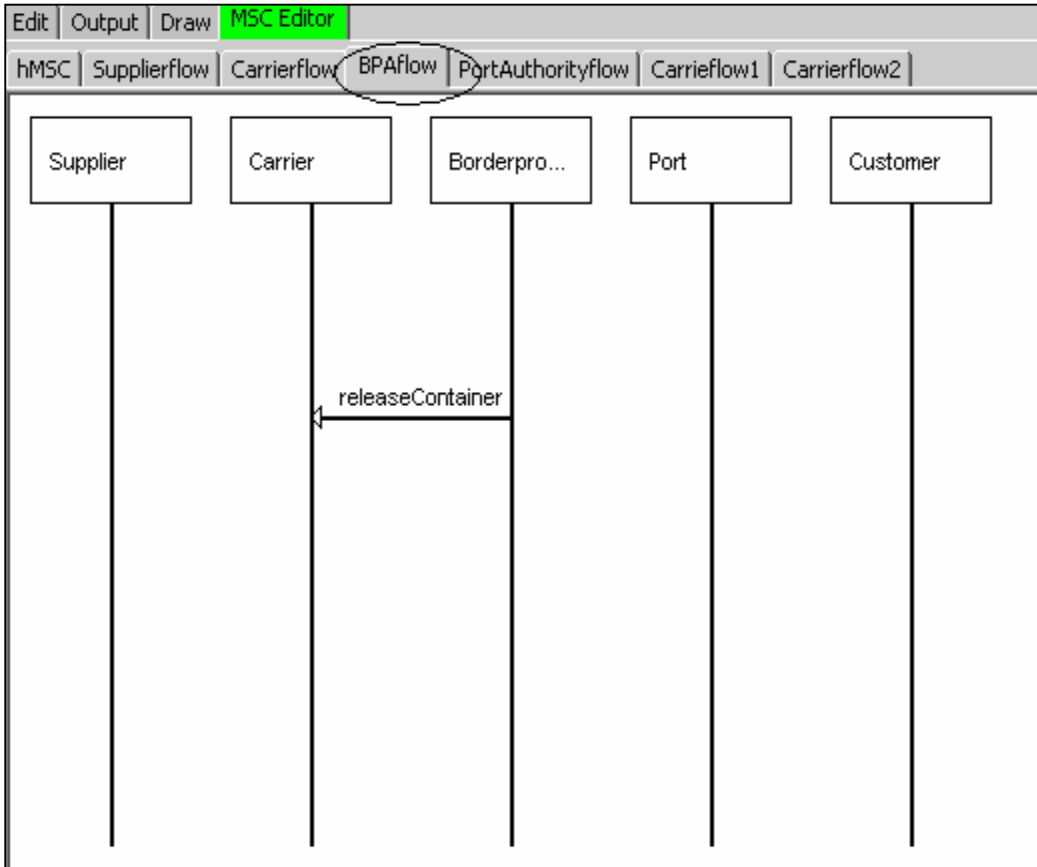 Edit Output Draw MSC Editor
hMSC Supplierflow Carrierflow BPAflow PortAuthorityflow Carrieflow1 Carrierflow2
Supplier Carrier Borderpro... Port Customer
releaseContainer